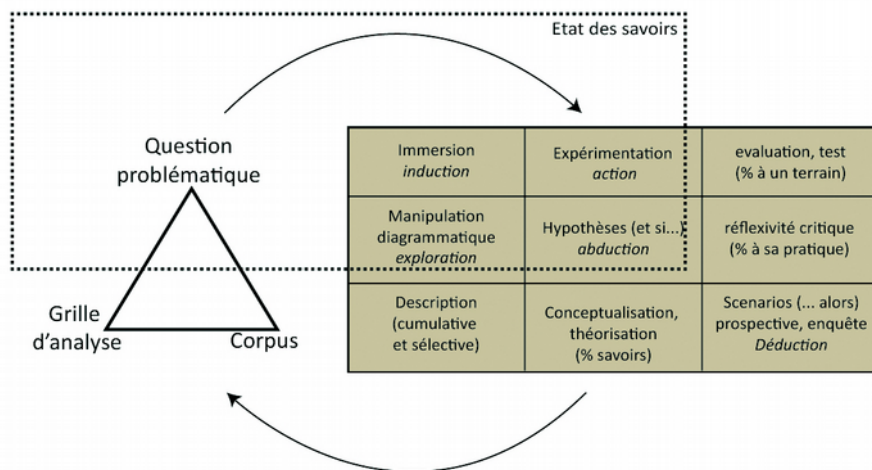 Etat des savoirs
Question
problématique
Grille
d'analyse
Corpus
Immersion
induction
Expérimentation
action
evaluation, test
(% à un terrain)
Manipulation
diagrammatique
exploration
Hypothèses (et si...)
abduction
réflexivité critique
(% à sa pratique)
Description
(cumulative
et sélective)
Conceptualisation,
théorisation
(% savoirs)
Scenarios (... alors)
prospective, enquête
Déduction